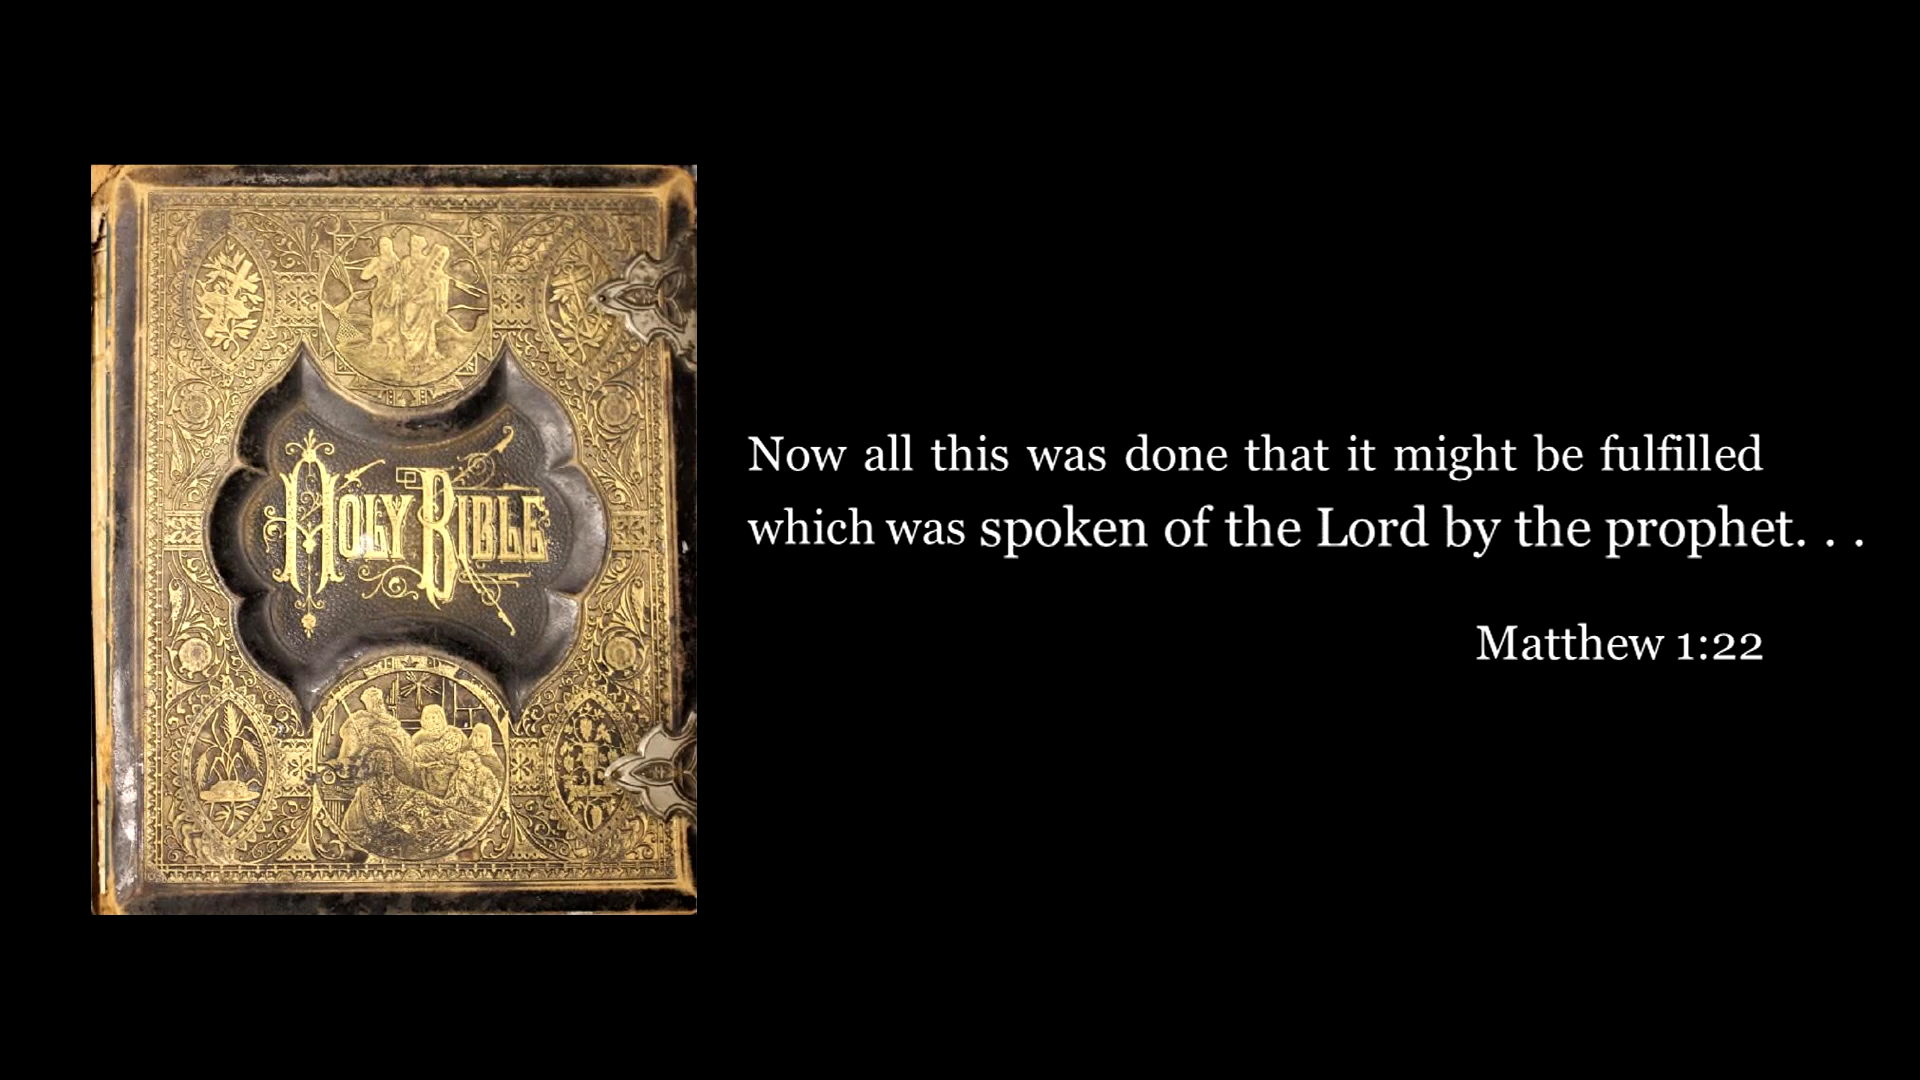 HOLY BIBLE
Now all this was done that it might be fulfilled
which was spoken of the Lord by the prophet. . .
Matthew 1:22